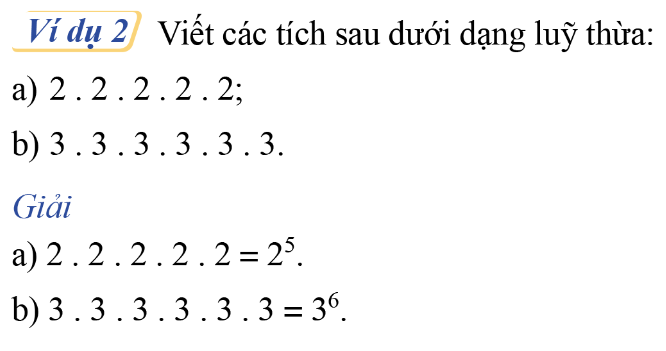 Ví dụ 2 Viết các tích sau dưới dạng luỹ thừa:
a) 2 . 2 . 2 . 2 . 2;
b) 3 . 3 . 3 . 3 . 3 . 3.
Giải
a) 2 . 2 . 2 . 2 . 2 = 2⁵.
b) 3 . 3 . 3 . 3 . 3 . 3 = 3⁶.